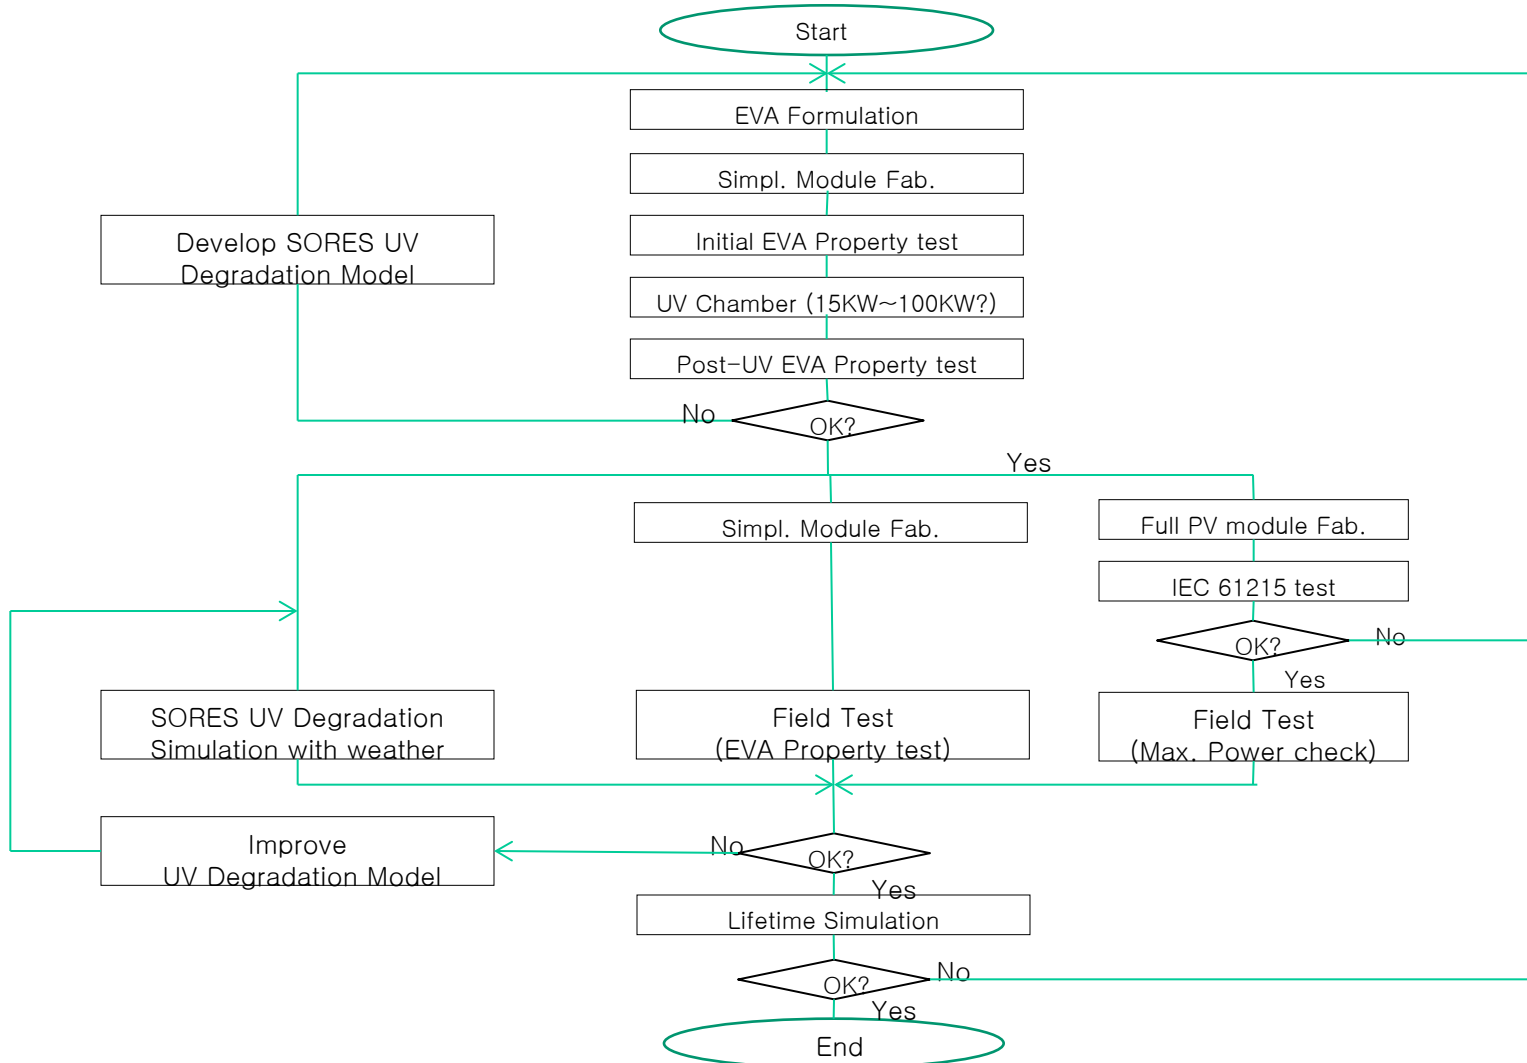 Start
EVA Formulation
Simpl. Module Fab.
Develop SORES UV
Degradation Model
Initial EVA Property test
UV Chamber (15KW~100KW?)
Post-UV EVA Property test
No
OK?
Yes
Simpl. Module Fab.
Full PV module Fab.
IEC 61215 test
OK?
No
Yes
SORES UV Degradation
Simulation with weather
Field Test
(EVA Property test)
Field Test
(Max. Power check)
Improve
UV Degradation Model
No
OK?
Yes
Lifetime Simulation
OK?
No
Yes
End